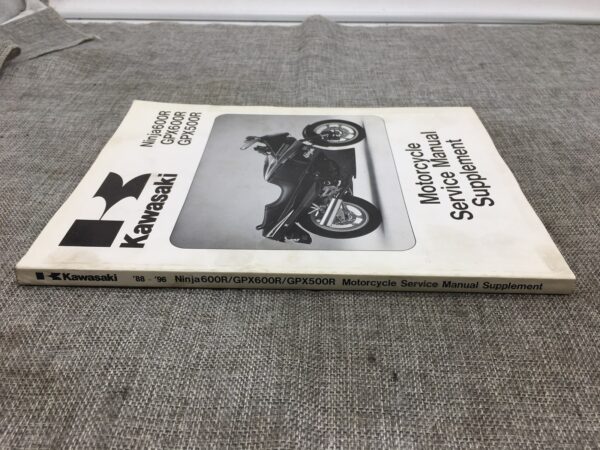 Kawasaki
Ninja600R
GPX600R
GPX500R
Motorcycle
Service Manual
Supplement
Kawasaki '88 - '96 Ninja600R/GPX600R/GPX500R Motorcycle Service Manual Supplement